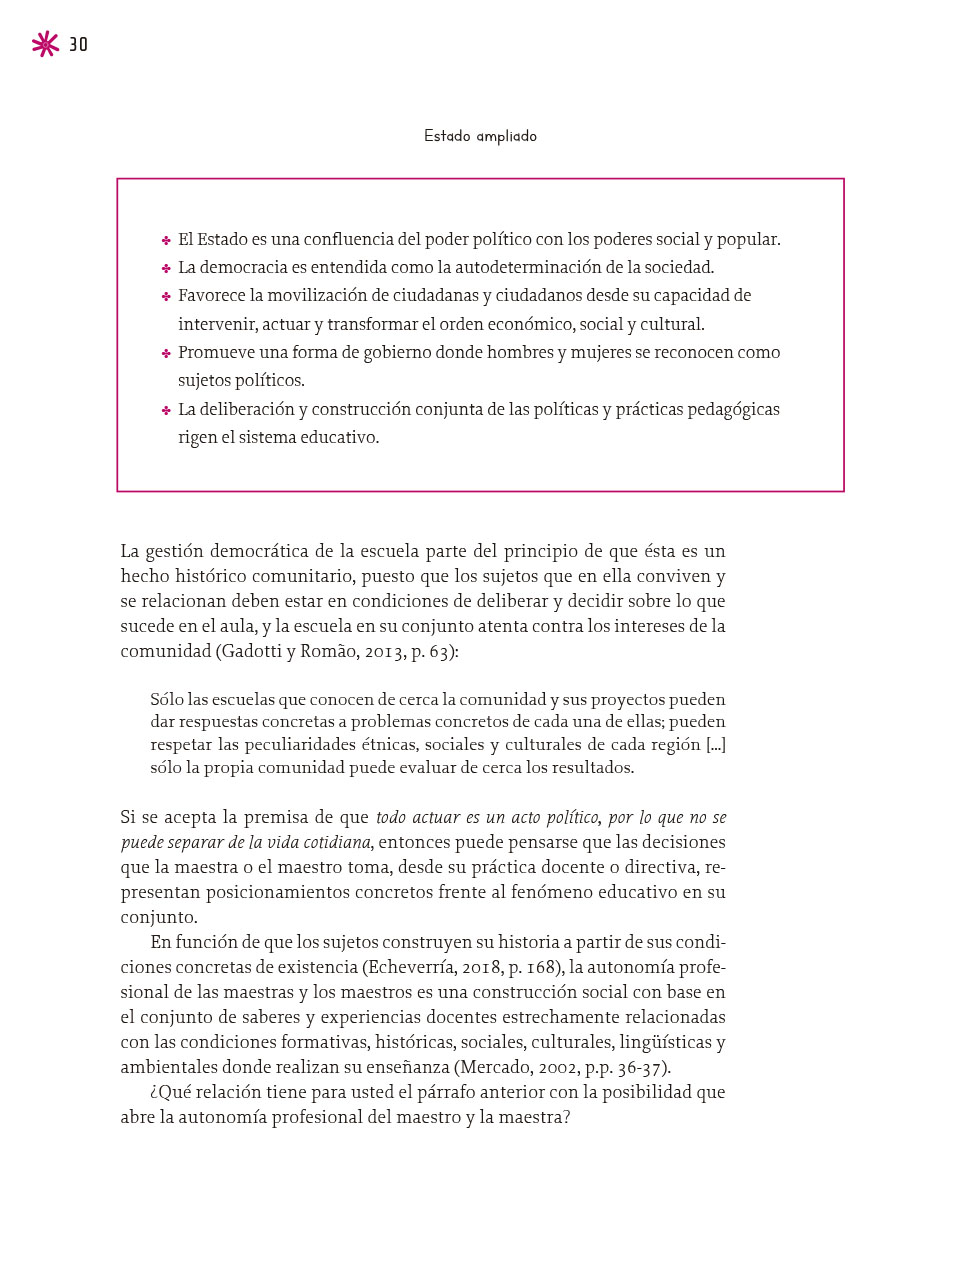 30
Estado ampliado
✤ El Estado es una confluencia del poder político con los poderes social y popular.
✤ La democracia es entendida como la autodeterminación de la sociedad.
✤ Favorece la movilización de ciudadanas y ciudadanos desde su capacidad de
intervenir, actuar y transformar el orden económico, social y cultural.
✤ Promueve una forma de gobierno donde hombres y mujeres se reconocen como
sujetos políticos.
✤ La deliberación y construcción conjunta de las políticas y prácticas pedagógicas
rigen el sistema educativo.
La gestión democrática de la escuela parte del principio de que ésta es un
hecho histórico comunitario, puesto que los sujetos que en ella conviven y
se relacionan deben estar en condiciones de deliberar y decidir sobre lo que
sucede en el aula, y la escuela en su conjunto atenta contra los intereses de la
comunidad (Gadotti y Romão, 2013, p. 63):
Sólo las escuelas que conocen de cerca la comunidad y sus proyectos pueden
dar respuestas concretas a problemas concretos de cada una de ellas; pueden
respetar las peculiaridades étnicas, sociales y culturales de cada región [...]
sólo la propia comunidad puede evaluar de cerca los resultados.
Si se acepta la premisa de que todo actuar es un acto político, por lo que no se
puede separar de la vida cotidiana, entonces puede pensarse que las decisiones
que la maestra o el maestro toma, desde su práctica docente o directiva, re-
presentan posicionamientos concretos frente al fenómeno educativo en su
conjunto.
En función de que los sujetos construyen su historia a partir de sus condi-
ciones concretas de existencia (Echeverría, 2018, p. 168), la autonomía profe-
sional de las maestras y los maestros es una construcción social con base en
el conjunto de saberes y experiencias docentes estrechamente relacionadas
con las condiciones formativas, históricas, sociales, culturales, lingüísticas y
ambientales donde realizan su enseñanza (Mercado, 2002, p.p. 36-37).
¿Qué relación tiene para usted el párrafo anterior con la posibilidad que
abre la autonomía profesional del maestro y la maestra?